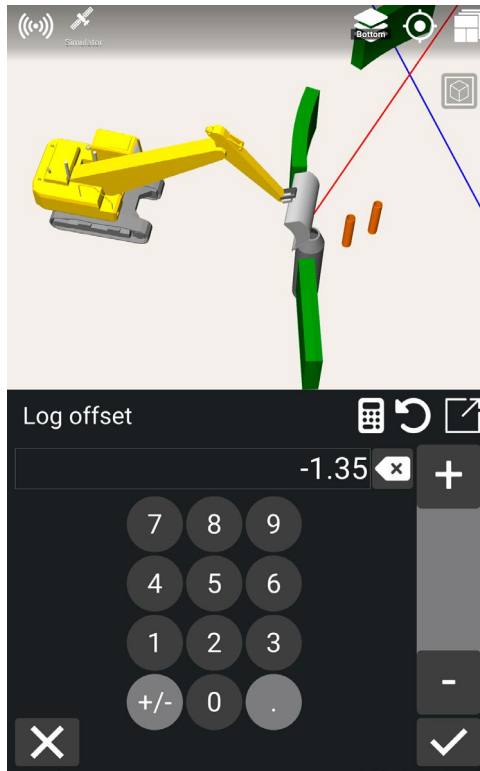 Simulator
Bottom
Log offset
-1.35
+
7 8 9
4 5 6
1 2 3
+/- 0 .
-